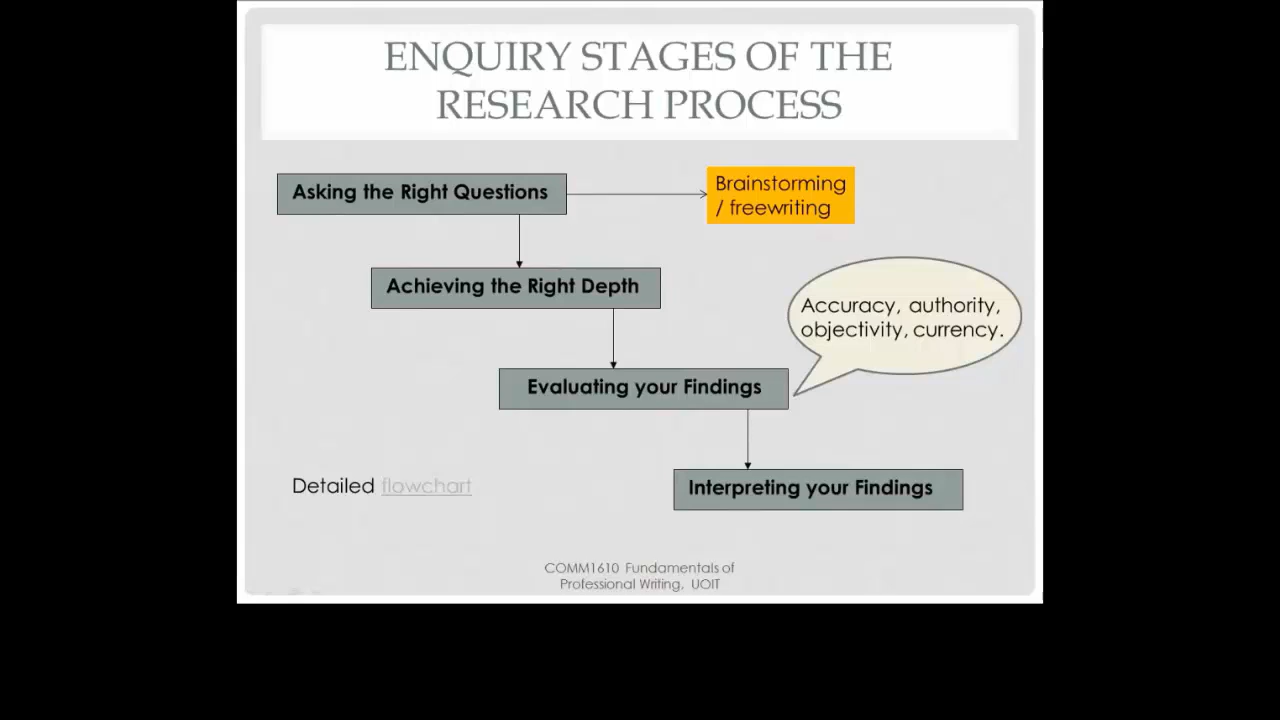 ENQUIRY STAGES OF THE
RESEARCH PROCESS
Asking the Right Questions
Brainstorming
/ freewriting
Achieving the Right Depth
Accuracy, authority,
objectivity, currency.
Evaluating your Findings
Interpreting your Findings
Detailed flowchart
COMM1610 Fundamentals of
Professional Writing, UOIT